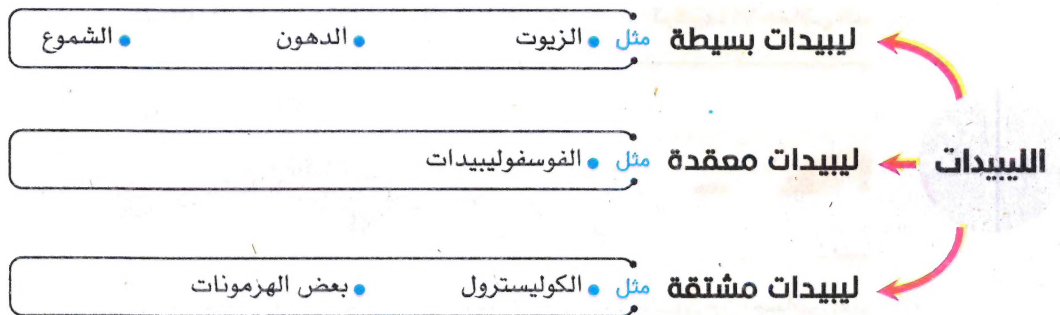 ليبيدات بسيطة مثل • الزيوت • الدهون • الشموع
الليبيدات
ليبيدات معقدة مثل • الفوسفوليبيدات
ليبيدات مشتقة مثل • الكوليسترول • بعض الهرمونات